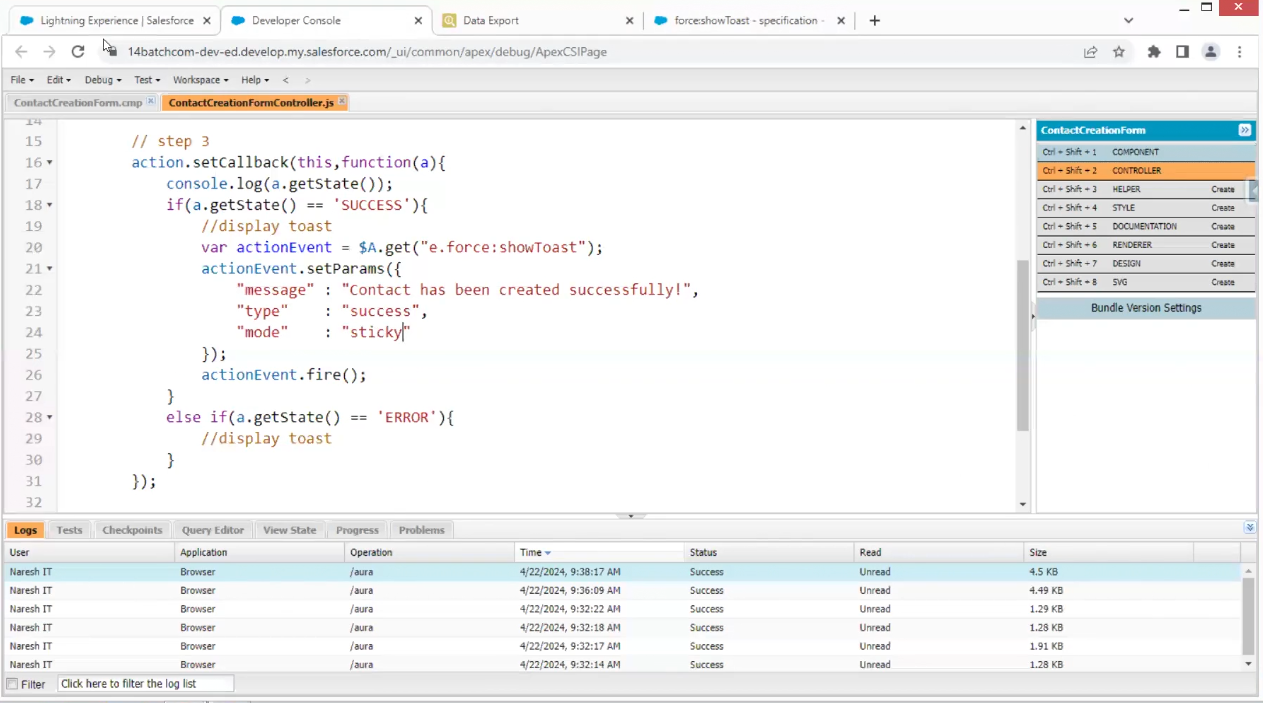 Lightning Experience | Salesforce
Developer Console
Data Export
force:showToast - specification -
14batchcom-dev-ed.develop.my.salesforce.com/_ui/common/apex/debug/ApexCSIPage
File Edit Debug Test Workspace Help < >
ContactCreationForm.cmp
ContactCreationFormController.js
14
15 // step 3
16 action.setCallback(this,function(a){
17 console.log(a.getState());
18 if(a.getState() == 'SUCCESS'){
19 //display toast
20 var actionEvent = $A.get("e.force:showToast");
21 actionEvent.setParams({
22 "message" : "Contact has been created successfully!",
23 "type" : "success",
24 "mode" : "sticky"
25 });
26 actionEvent.fire();
27 }
28 else if(a.getState() == 'ERROR'){
29 //display toast
30 }
31 });
32
ContactCreationForm
Ctrl + Shift + 1 COMPONENT
Ctrl + Shift + 2 CONTROLLER
Ctrl + Shift + 3 HELPER Create
Ctrl + Shift + 4 STYLE Create
Ctrl + Shift + 5 DOCUMENTATION Create
Ctrl + Shift + 6 RENDERER Create
Ctrl + Shift + 7 DESIGN Create
Ctrl + Shift + 8 SVG Create
Bundle Version Settings
Logs Tests Checkpoints Query Editor View State Progress Problems
User Application Operation Time Status Read Size
Naresh IT Browser /aura 4/22/2024, 9:38:17 AM Success Unread 4.5 KB
Naresh IT Browser /aura 4/22/2024, 9:36:09 AM Success Unread 4.49 KB
Naresh IT Browser /aura 4/22/2024, 9:32:22 AM Success Unread 1.29 KB
Naresh IT Browser /aura 4/22/2024, 9:32:18 AM Success Unread 1.28 KB
Naresh IT Browser /aura 4/22/2024, 9:32:17 AM Success Unread 1.91 KB
Naresh IT Browser /aura 4/22/2024, 9:32:14 AM Success Unread 1.28 KB
Filter Click here to filter the log list